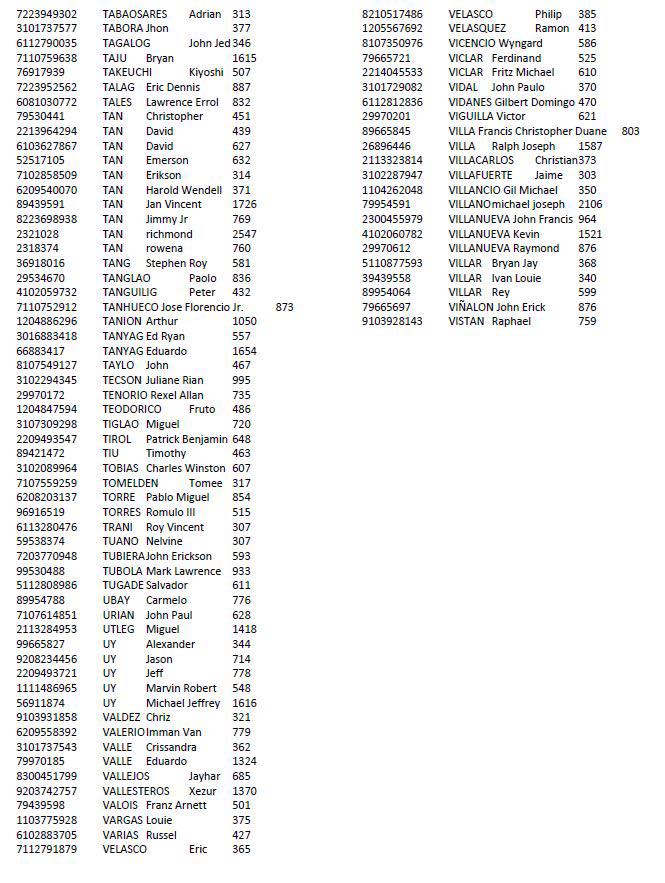 7223949302 TABAOSARES Adrian 313
3101737577 TABORA Jhon 377
6112790035 TAGALOG John Jed 346
7110759638 TAJU Bryan 1615
76917939 TAKEUCHI Kiyoshi 507
7223952562 TALAG Eric Dennis 887
6081030772 TALES Lawrence Errol 832
79530441 TAN Christopher 451
2213964294 TAN David 439
6103627867 TAN David 627
52517105 TAN Emerson 632
7102858509 TAN Erikson 314
6209540070 TAN Harold Wendell 371
89439591 TAN Jan Vincent 1726
8223698938 TAN Jimmy Jr 769
2321028 TAN richmond 2547
2318374 TAN rowena 760
36918016 TANG Stephen Roy 581
29534670 TANGLAO Paolo 836
4102059732 TANGUILIG Peter 432
7110752912 TANHUECO Jose Florencio Jr. 873
1204886296 TANION Arthur 1050
3016883418 TANYAG Ed Ryan 557
66883417 TANYAG Eduardo 1654
8107549127 TAYLO John 467
3102294345 TECSON Juliane Rian 995
29970172 TENORIO Rexel Allan 735
1204847594 TEODORICO Fruto 486
3107309298 TIGLAO Miguel 720
2209493547 TIROL Patrick Benjamin 648
89421472 TIU Timothy 463
3102089964 TOBIAS Charles Winston 607
7107559259 TOMELDEN Tomee 317
6208203137 TORRE Pablo Miguel 854
96916519 TORRES Romulo III 515
6113280476 TRANI Roy Vincent 307
59538374 TUANO Nelvine 307
7203770948 TUBIERA John Erickson 593
99530488 TUBOLA Mark Lawrence 933
5112808986 TUGADE Salvador 611
89954788 UBAY Carmelo 776
7107614851 URIAN John Paul 628
2113284953 UTLEG Miguel 1418
99665827 UY Alexander 344
9208234456 UY Jason 714
2209493721 UY Jeff 778
1111486965 UY Marvin Robert 548
56911874 UY Michael Jeffrey 1616
9103931858 VALDEZ Chriz 321
6209558392 VALERIO Imman Van 779
3101737543 VALLE Crissandra 362
79970185 VALLE Eduardo 1324
8300451799 VALLEJOS Jayhar 685
9203742757 VALLESTEROS Xezur 1370
79439598 VALOIS Franz Arnett 501
1103775928 VARGAS Louie 375
6102883705 VARIAS Russel 427
7112791879 VELASCO Eric 365
8210517486 VELASCO Philip 385
1205567692 VELASQUEZ Ramon 413
8107350976 VICENCIO Wyngard 586
79665721 VICLAR Ferdinand 525
2214045533 VICLAR Fritz Michael 610
3101729082 VIDAL John Paulo 370
6112812836 VIDANES Gilbert Domingo 470
29970201 VIGUILLA Victor 621
89665845 VILLA Francis Christopher Duane 803
26896446 VILLA Ralph Joseph 1587
2113323814 VILLACARLOS Christian 373
3102287947 VILLAFUERTE Jaime 303
1104262048 VILLANCIO Gil Michael 350
79954591 VILLANO michael joseph 2106
2300455979 VILLANUEVA John Francis 964
4102060782 VILLANUEVA Kevin 1521
29970612 VILLANUEVA Raymond 876
5110877593 VILLAR Bryan Jay 368
39439558 VILLAR Ivan Louie 340
89954064 VILLAR Rey 599
79665697 VIÑALON John Erick 876
9103928143 VISTAN Raphael 759